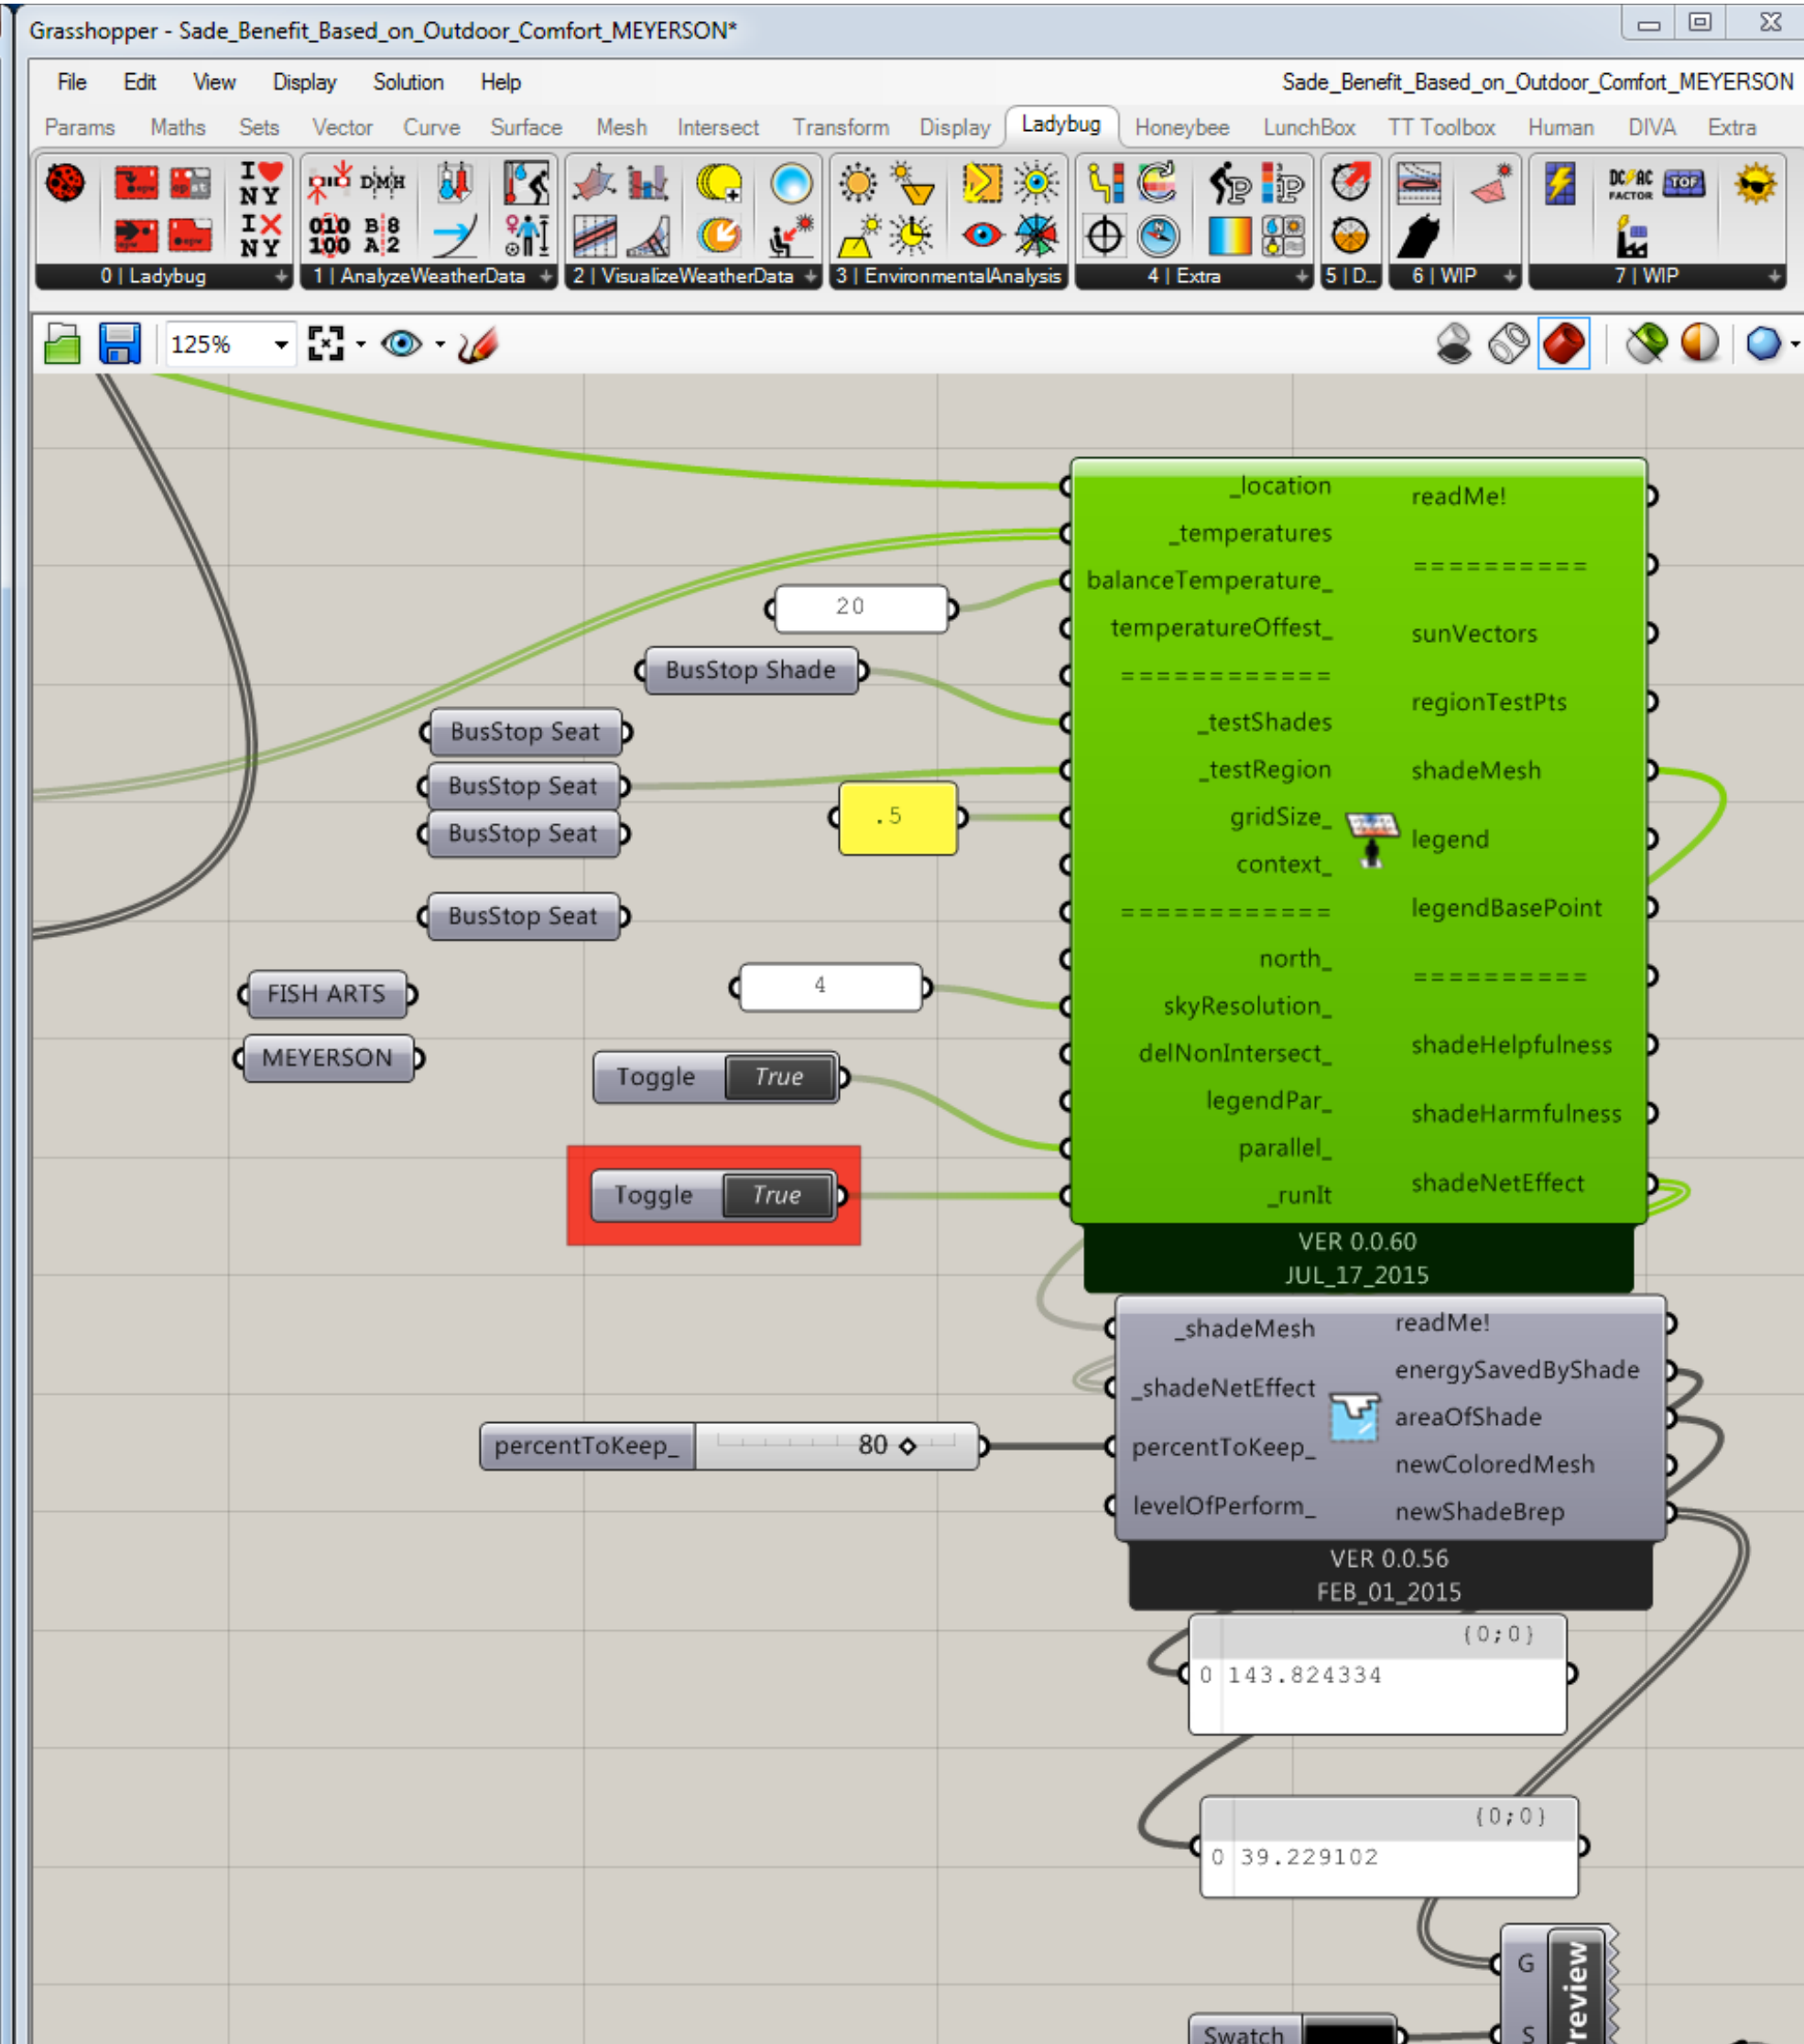 Grasshopper - Sade_Benefit_Based_on_Outdoor_Comfort_MEYERSON*
File Edit View Display Solution Help Sade_Benefit_Based_on_Outdoor_Comfort_MEYERSON
Params Maths Sets Vector Curve Surface Mesh Intersect Transform Display Ladybug Honeybee LunchBox TT Toolbox Human DIVA Extra
0 | Ladybug 1 | AnalyzeWeatherData 2 | VisualizeWeatherData 3 | EnvironmentalAnalysis 4 | Extra 5 | D... 6 | WIP 7 | WIP
125%
_location
_temperatures
balanceTemperature_
temperatureOffest_
============
_testShades
_testRegion
gridSize_
context_
============
north_
skyResolution_
delNonIntersect_
legendPar_
parallel_
_runIt
readMe!
==========
sunVectors
regionTestPts
shadeMesh
legend
legendBasePoint
==========
shadeHelpfulness
shadeHarmfulness
shadeNetEffect
VER 0.0.60
JUL_17_2015
20
BusStop Shade
BusStop Seat
BusStop Seat
BusStop Seat
BusStop Seat
.5
FISH ARTS
MEYERSON
4
Toggle True
Toggle True
_shadeMesh
_shadeNetEffect
percentToKeep_
levelOfPerform_
readMe!
energySavedByShade
areaOfShade
newColoredMesh
newShadeBrep
VER 0.0.56
FEB_01_2015
percentToKeep_ 80
{0;0}
0 143.824334
{0;0}
0 39.229102
G
S
Swatch